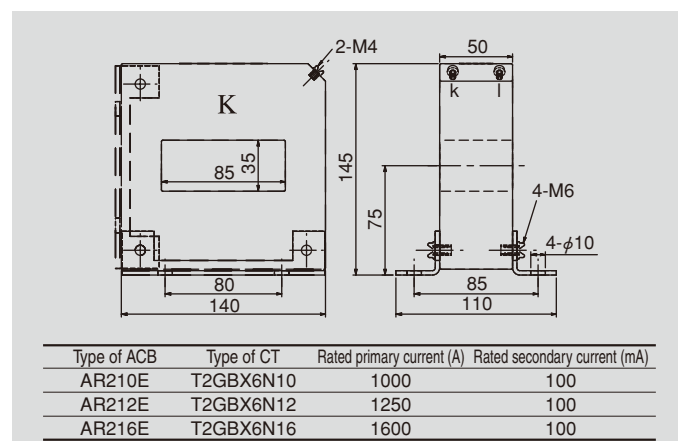 2-M4
50
k
l
K
85
35
145
75
4-M6
4-φ10
80
140
85
110
Type of ACB Type of CT Rated primary current (A) Rated secondary current (mA)
AR210E T2GBX6N10 1000 100
AR212E T2GBX6N12 1250 100
AR216E T2GBX6N16 1600 100